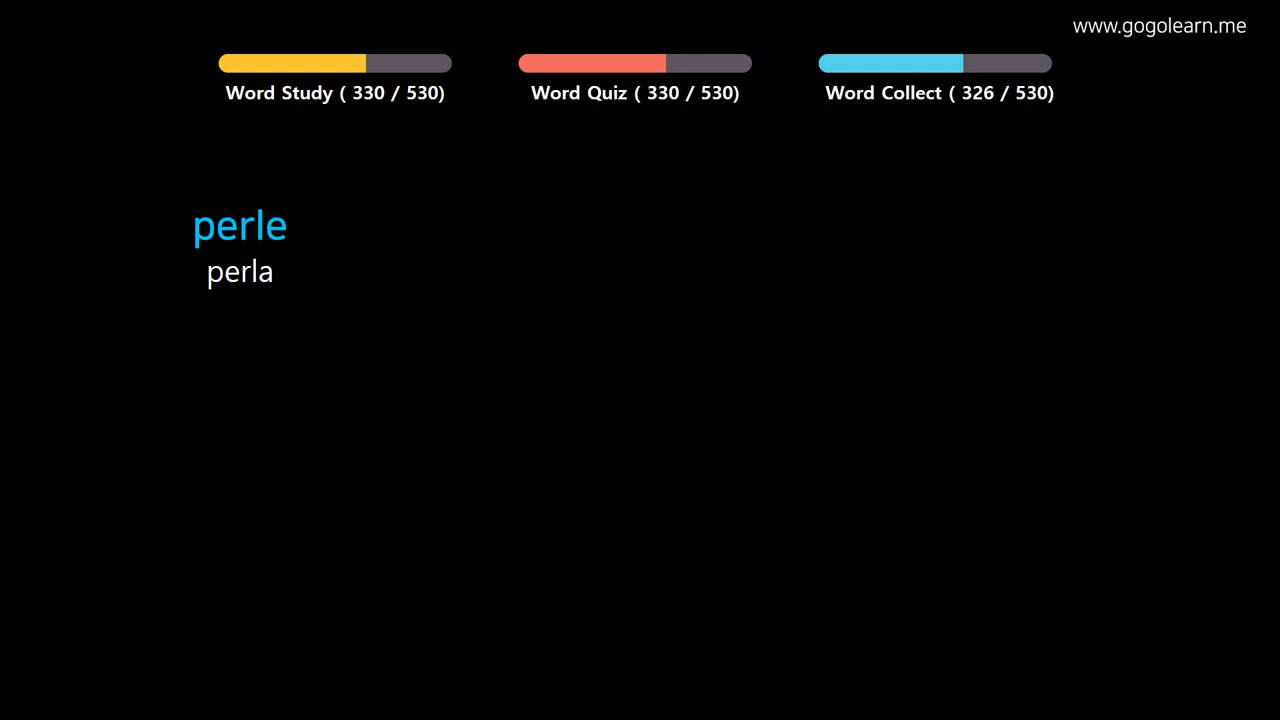 www.gogolearn.me
Word Study ( 330 / 530)
Word Quiz ( 330 / 530)
Word Collect ( 326 / 530)
perle
perla